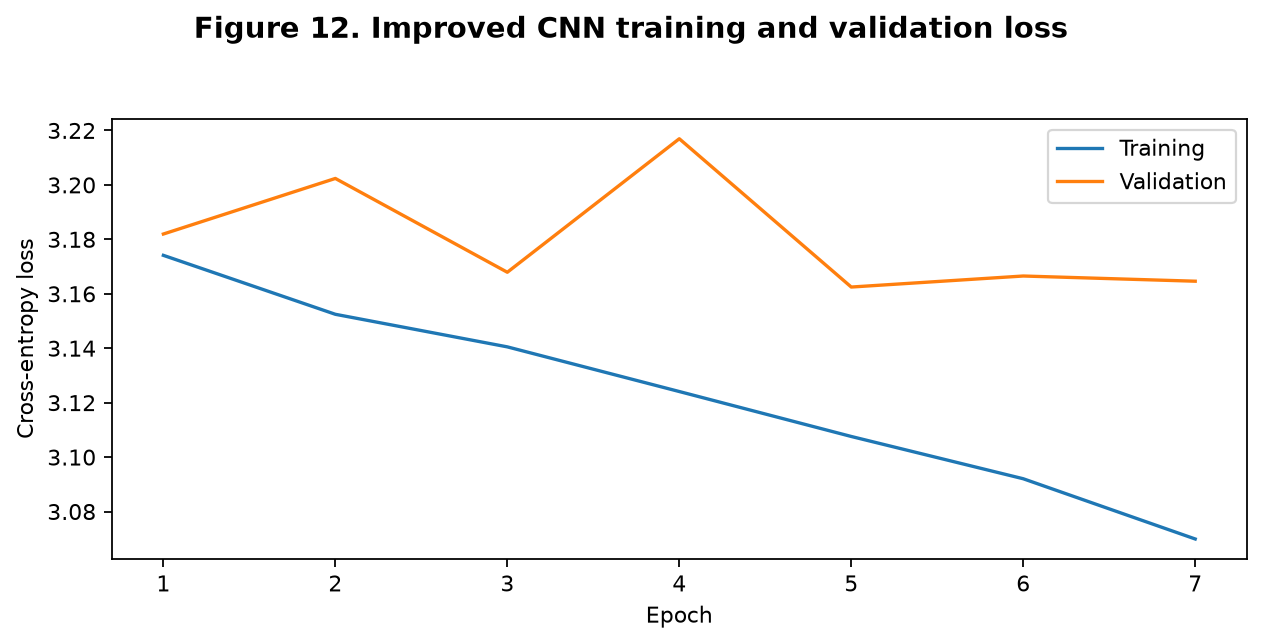 Figure 12. Improved CNN training and validation loss
3.22
3.20
3.18
3.16
3.14
3.12
3.10
3.08
Cross-entropy loss
Training
Validation
1 2 3 4 5 6 7
Epoch